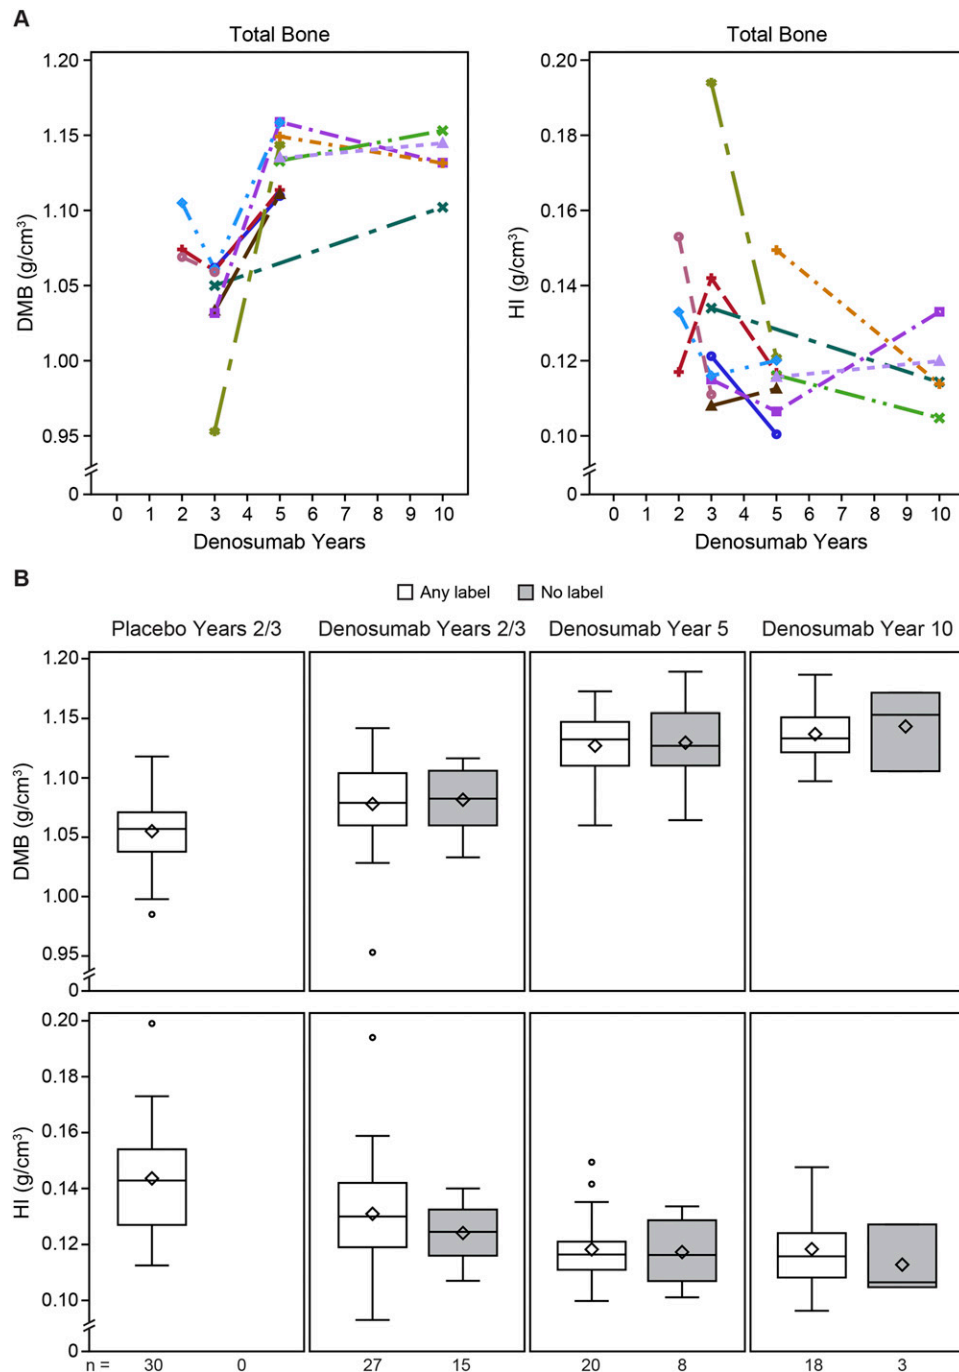 A
Total Bone
Total Bone
1.20
1.15
1.10
1.05
1.00
0.95
0
DMB (g/cm³)
0 1 2 3 5 6 7 8 9 10
Denosumab Years
0.20
0.18
0.16
0.14
0.12
0.10
0
HI (g/cm³)
0 1 2 3 4 5 6 7 8 9 10
Denosumab Years
B
Any label No label
Placebo Years 2/3 Denosumab Years 2/3 Denosumab Year 5 Denosumab Year 10
1.20
1.15
1.10
1.05
1.00
0.95
0
DMB (g/cm³)
0.20
0.18
0.16
0.14
0.12
0.10
0
HI (g/cm³)
n = 30 0 27 15 20 8 18 3